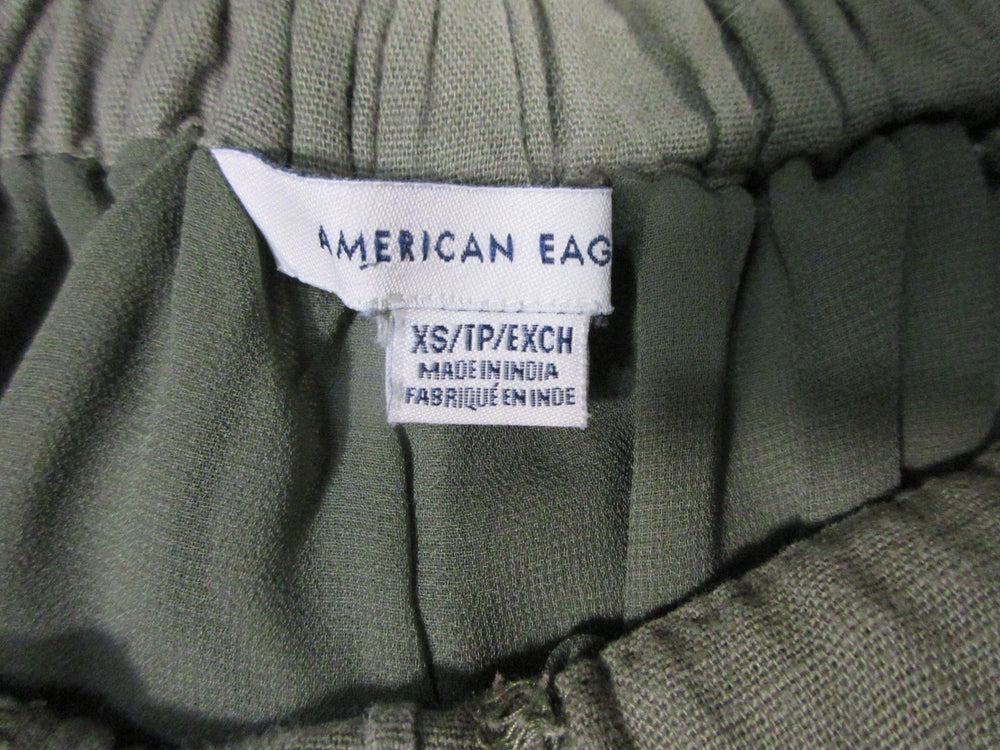 AMERICAN EAG
XS/TP/EXCH
MADE IN INDIA
FABRIQUÉ EN INDE